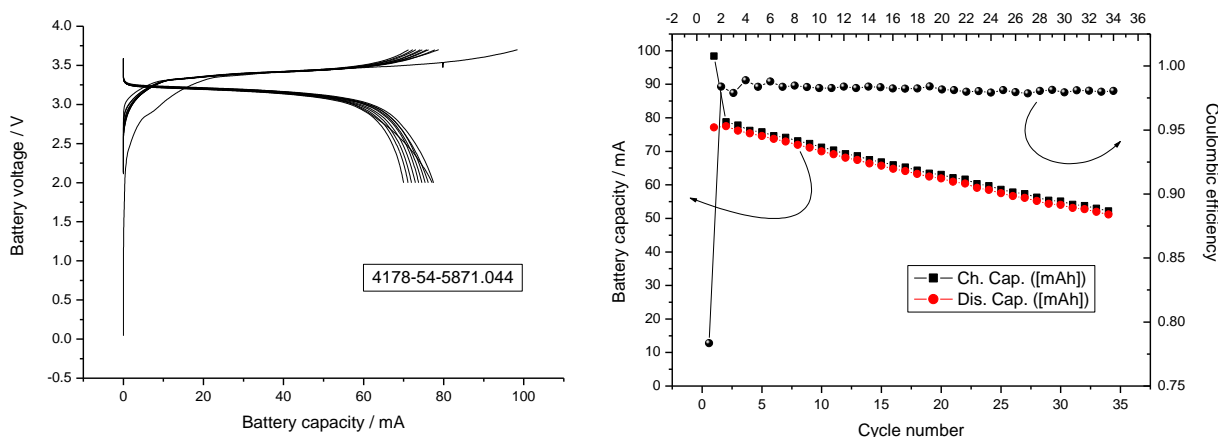 4.0
3.5
3.0
2.5
2.0
1.5
1.0
0.5
0.0
-0.5
Battery voltage / V
4178-54-5871.044
0 20 40 60 80 100
Battery capacity / mA
-2 0 2 4 6 8 10 12 14 16 18 20 22 24 26 28 30 32 34 36
100
90
80
70
60
50
40
30
20
10
0
Battery capacity / mA
Ch. Cap. ([mAh])
Dis. Cap. ([mAh])
1.00
0.95
0.90
0.85
0.80
0.75
Coulombic efficiency
0 5 10 15 20 25 30 35
Cycle number